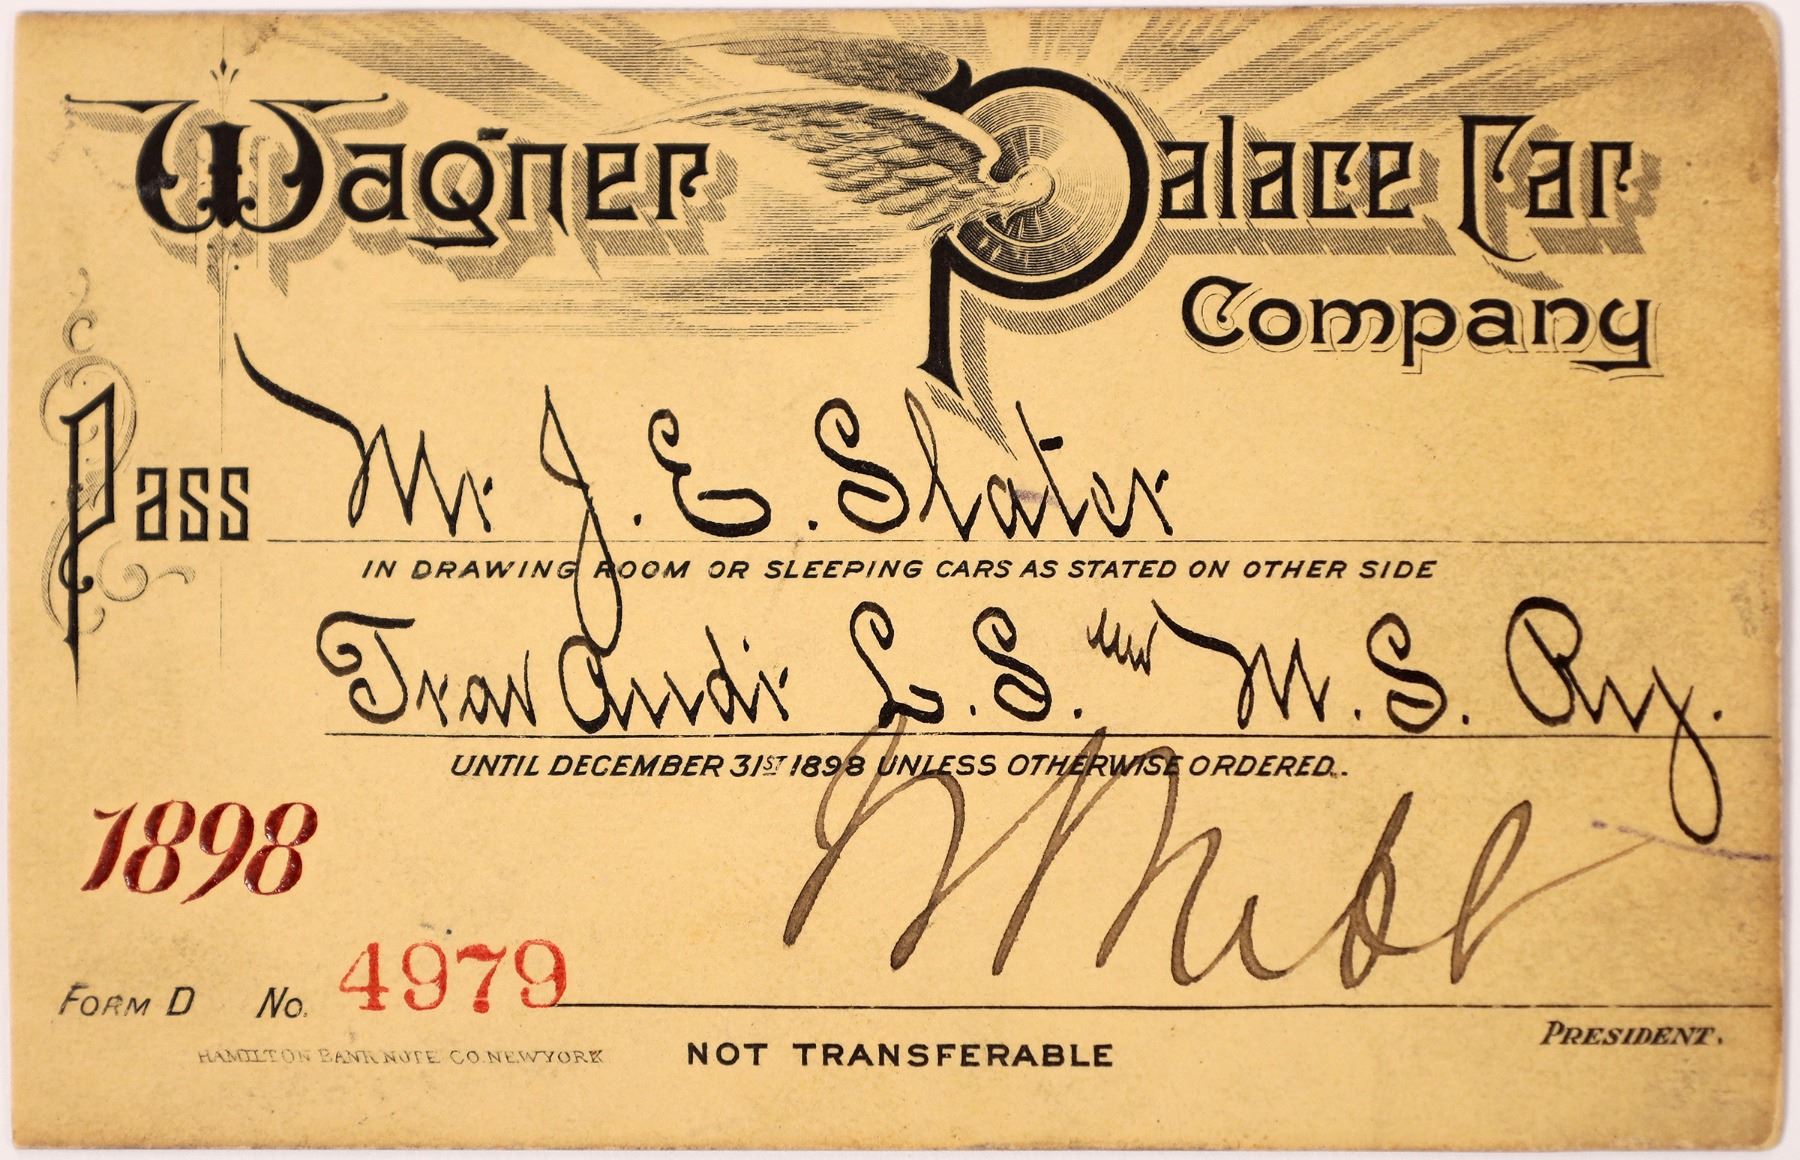 Wagner Palace Car
Company
Pass Mr J. E. Slater
IN DRAWING ROOM OR SLEEPING CARS AS STATED ON OTHER SIDE
Trav Audr L. S. M. S. Ry.
UNTIL DECEMBER 31ST 1898 UNLESS OTHERWISE ORDERED.
1898
FORM D No. 4979
PRESIDENT.
HAMILTON BANK NOTE CO. NEW YORK
NOT TRANSFERABLE